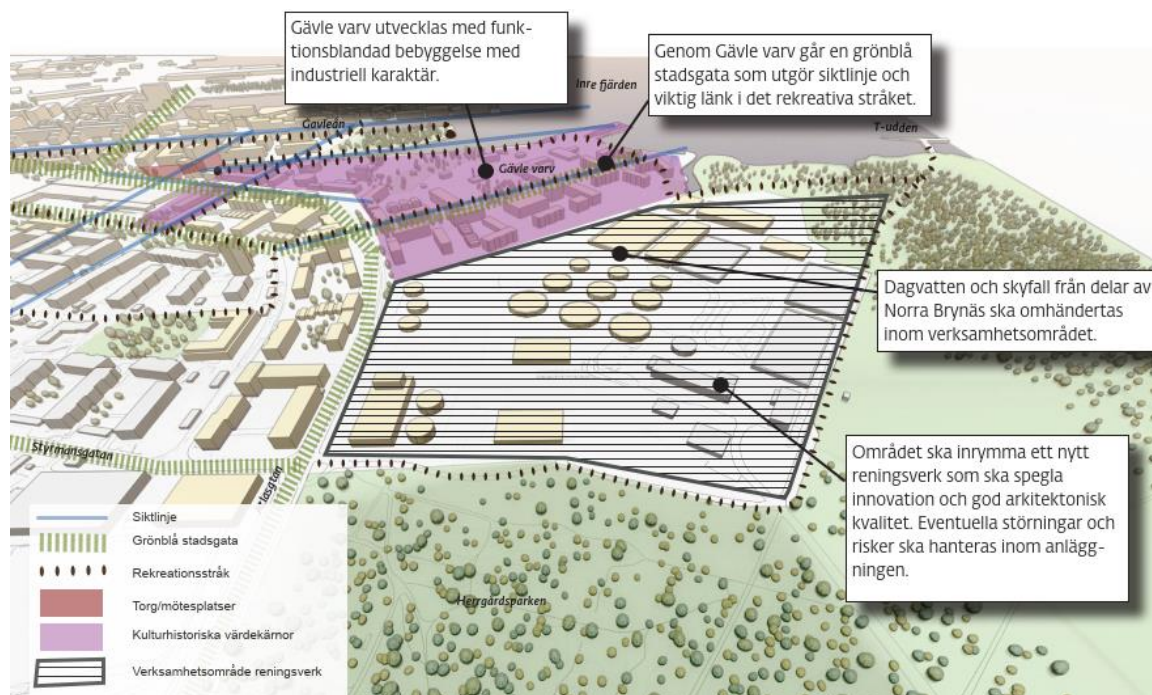 Gävle varv utvecklas med funk-
tionsblandad bebyggelse med
industriell karaktär.
Genom Gävle varv går en grönblå
stadsgata som utgör siktlinje och
viktig länk i det rekreativa stråket.
Inre fjärden
Gavleån
T-udden
Gävle varv
Dagvatten och skyfall från delar av
Norra Brynäs ska omhändertas
inom verksamhetsområdet.
Området ska inrymma ett nytt
reningsverk som ska spegla
innovation och god arkitektonisk
kvalitet. Eventuella störningar och
risker ska hanteras inom anlägg-
ningen.
Styrmansgatan
Herrgårdsparken
Siktlinje
Grönblå stadsgata
Rekreationsstråk
Torg/mötesplatser
Kulturhistoriska värdekärnor
Verksamhetsområde reningsverk